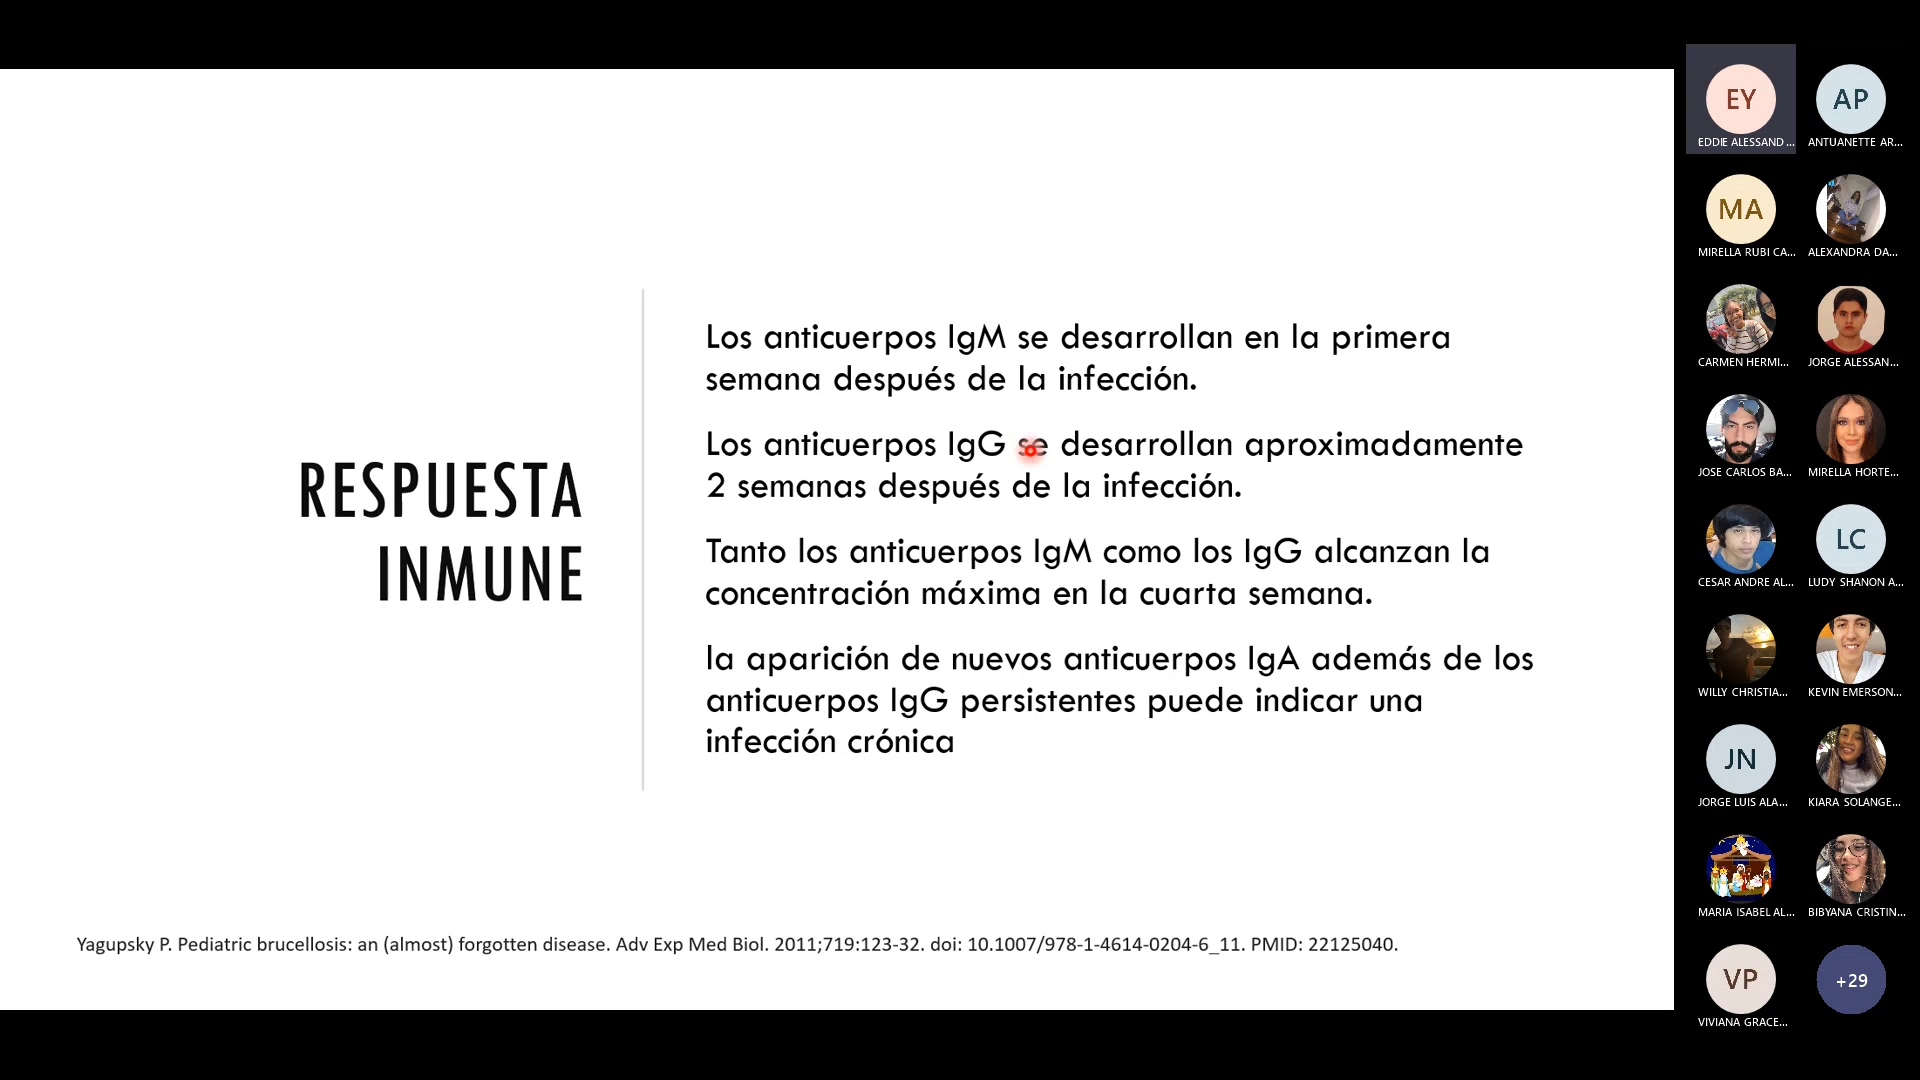 RESPUESTA
INMUNE
Los anticuerpos IgM se desarrollan en la primera
semana después de la infección.
Los anticuerpos IgG se desarrollan aproximadamente
2 semanas después de la infección.
Tanto los anticuerpos IgM como los IgG alcanzan la
concentración máxima en la cuarta semana.
la aparición de nuevos anticuerpos IgA además de los
anticuerpos IgG persistentes puede indicar una
infección crónica
Yagupsky P. Pediatric brucellosis: an (almost) forgotten disease. Adv Exp Med Biol. 2011;719:123-32. doi: 10.1007/978-1-4614-0204-6_11. PMID: 22125040.
EY
EDDIE ALESSAND...
AP
ANTUANETTE AR...
MA
MIRELLA RUBI CA...
ALEXANDRA DA...
CARMEN HERMI...
JORGE ALESSAN...
JOSE CARLOS BA...
MIRELLA HORTE...
CESAR ANDRE AL...
LC
LUDY SHANON A...
WILLY CHRISTIA...
KEVIN EMERSON...
JN
JORGE LUIS ALA...
KIARA SOLANGE...
MARIA ISABEL AL...
BIBYANA CRISTIN...
VP
VIVIANA GRACE...
+29